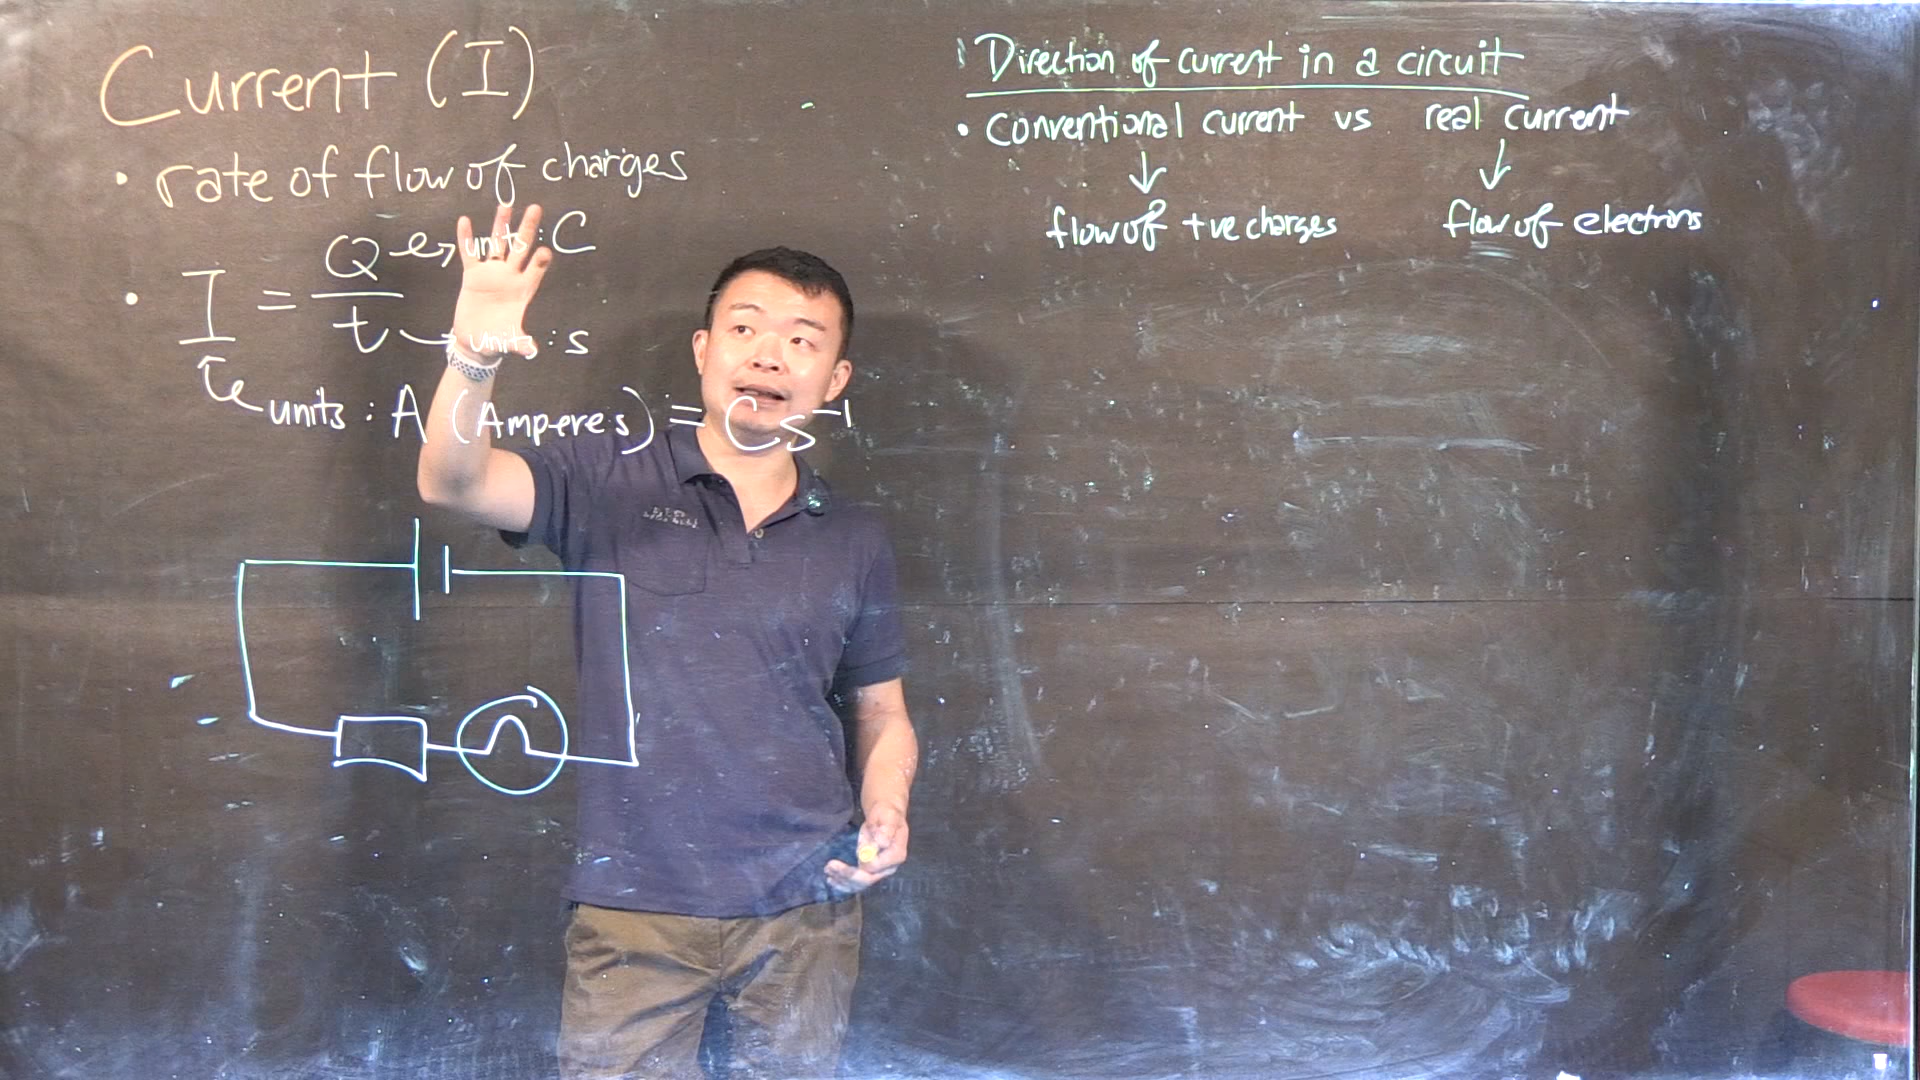 Current (I)
• rate of flow of charges
• I = Q/t
units : C
units : s
units : A (Amperes) = Cs⁻¹
Direction of current in a circuit
• Conventional current vs real current
↓ ↓
flow of +ve charges flow of electrons